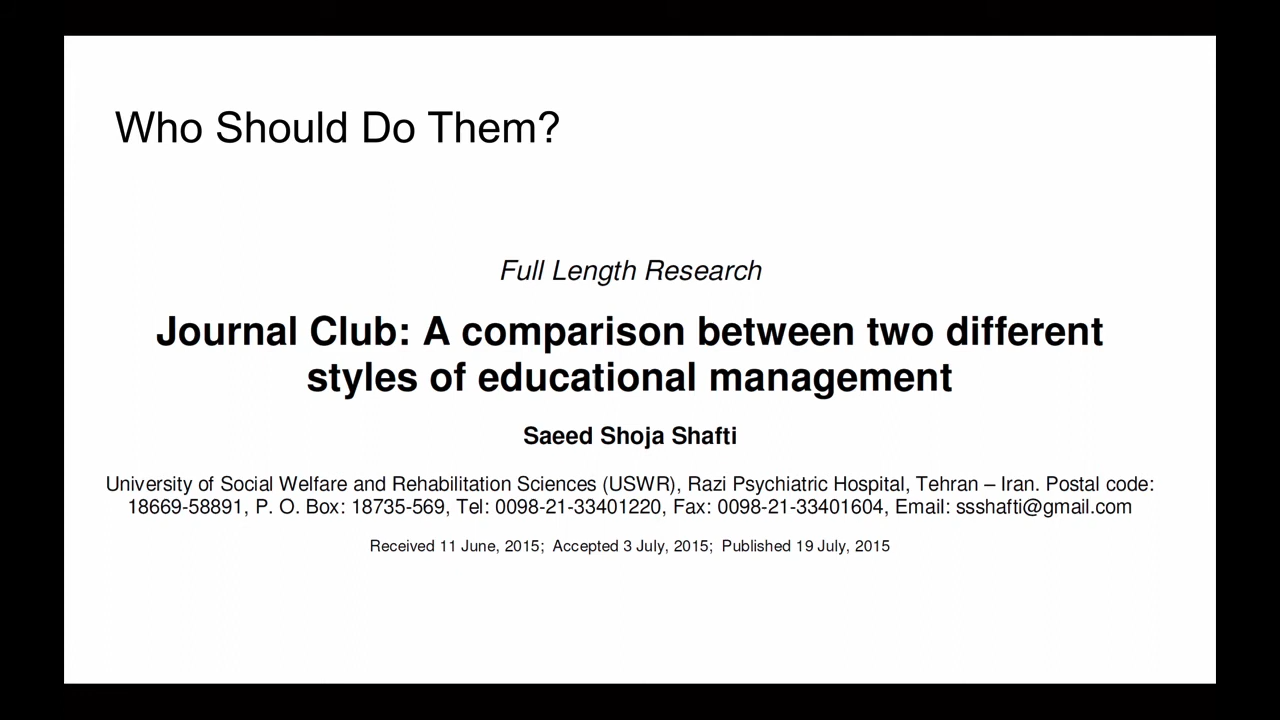 Who Should Do Them?
Full Length Research
Journal Club: A comparison between two different
styles of educational management
Saeed Shoja Shafti
University of Social Welfare and Rehabilitation Sciences (USWR), Razi Psychiatric Hospital, Tehran – Iran. Postal code:
18669-58891, P. O. Box: 18735-569, Tel: 0098-21-33401220, Fax: 0098-21-33401604, Email: ssshafti@gmail.com
Received 11 June, 2015; Accepted 3 July, 2015; Published 19 July, 2015